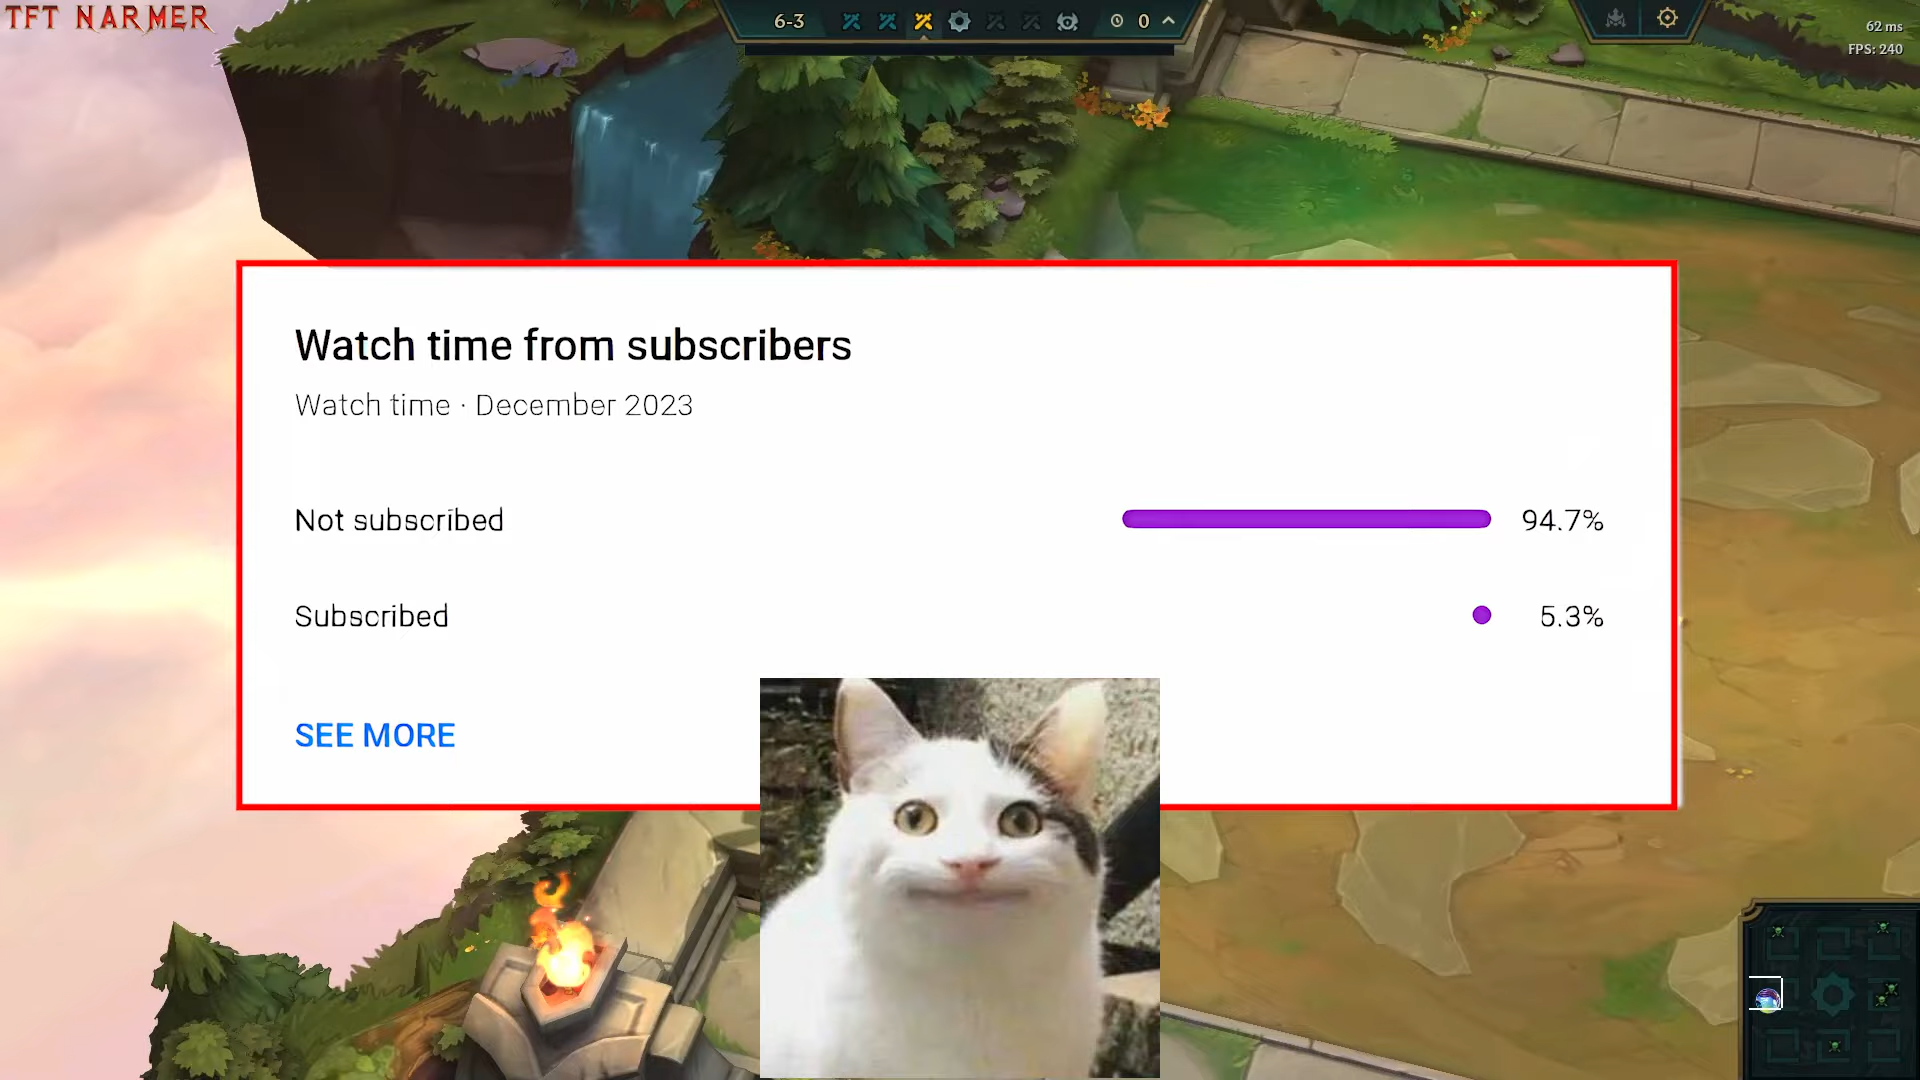 TFT NARMER
6-3
0
62 ms
FPS: 240
Watch time from subscribers
Watch time · December 2023
Not subscribed 94.7%
Subscribed 5.3%
SEE MORE